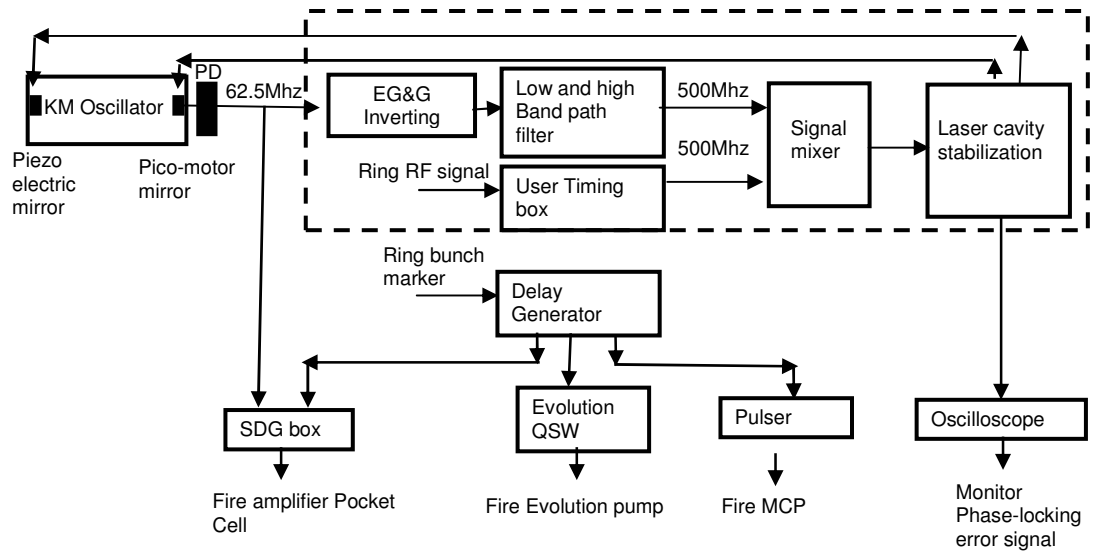 PD
62.5Mhz
KM Oscillator
EG&G
Inverting
Low and high
Band path
filter
500Mhz
500Mhz
Signal
mixer
Laser cavity
stabilization
Piezo
electric
mirror
Pico-motor
mirror
Ring RF signal
User Timing
box
Ring bunch
marker
Delay
Generator
SDG box
Evolution
QSW
Pulser
Oscilloscope
Fire amplifier Pocket
Cell
Fire Evolution pump
Fire MCP
Monitor
Phase-locking
error signal